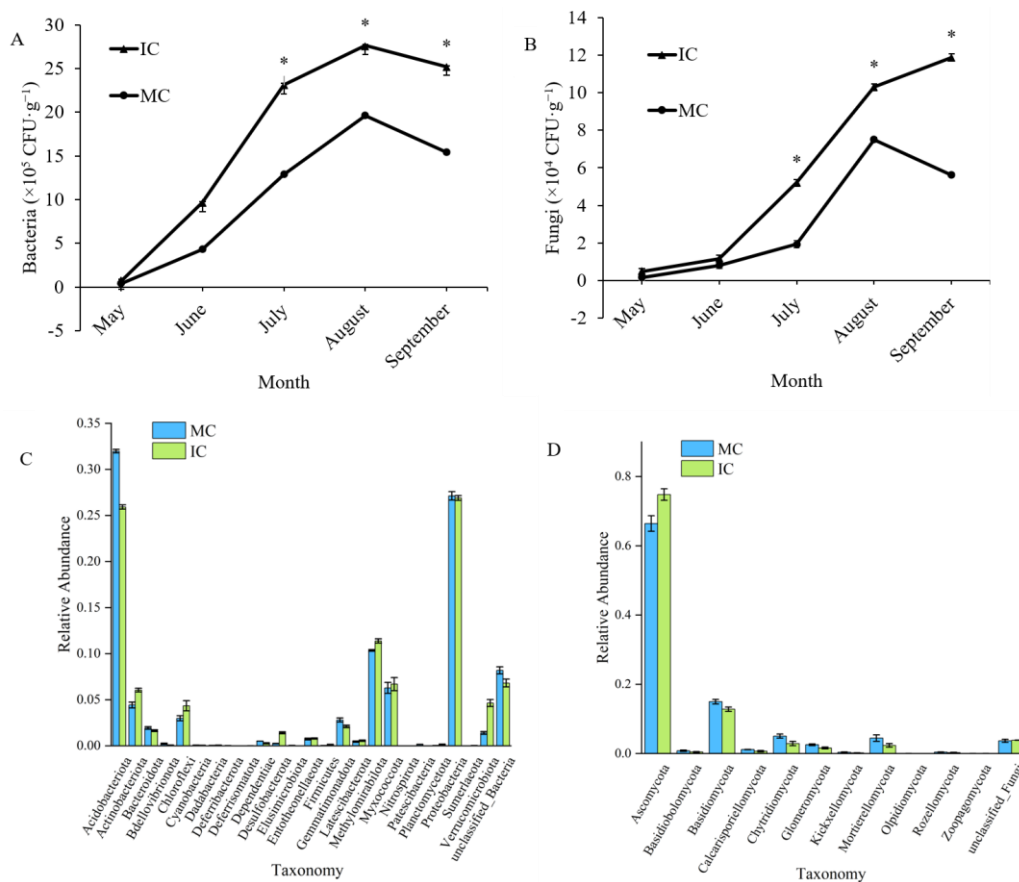 A
Bacteria (×10⁵ CFU·g⁻¹)
30
25
20
15
10
5
0
-5
IC
MC
*
*
*
May
June
July
August
September
Month
B
Fungi (×10⁴ CFU·g⁻¹)
14
12
10
8
6
4
2
0
-2
IC
MC
*
*
*
May
June
July
August
September
Month
C
Relative Abundance
0.35
0.30
0.25
0.20
0.15
0.10
0.05
0.00
MC
IC
Acidobacteriota
Actinobacteriota
Bacteroidota
Bdellovibrionota
Chloroflexi
Cyanobacteria
Dadabacteria
Deferribacterota
Deferrisomatota
Dependentiae
Desulfobacterota
Elusimicrobiota
Entotheonellaeota
Firmicutes
Gemmatimonadota
Latescibacterota
Methylomirabilota
Myxococcota
Nitrospirota
Patescibacteria
Planctomycetota
Proteobacteria
Sumerlaeota
Verrucomicrobiota
unclassified_Bacteria
Taxonomy
D
Relative Abundance
0.8
0.6
0.4
0.2
0.0
MC
IC
Ascomycota
Basidiobolomycota
Basidiomycota
Calcarisporiellomycota
Chytridiomycota
Glomeromycota
Kickxellomycota
Mortierellomycota
Olpidiomycota
Rozellomycota
Zoopagomycota
unclassified_Fungi
Taxonomy